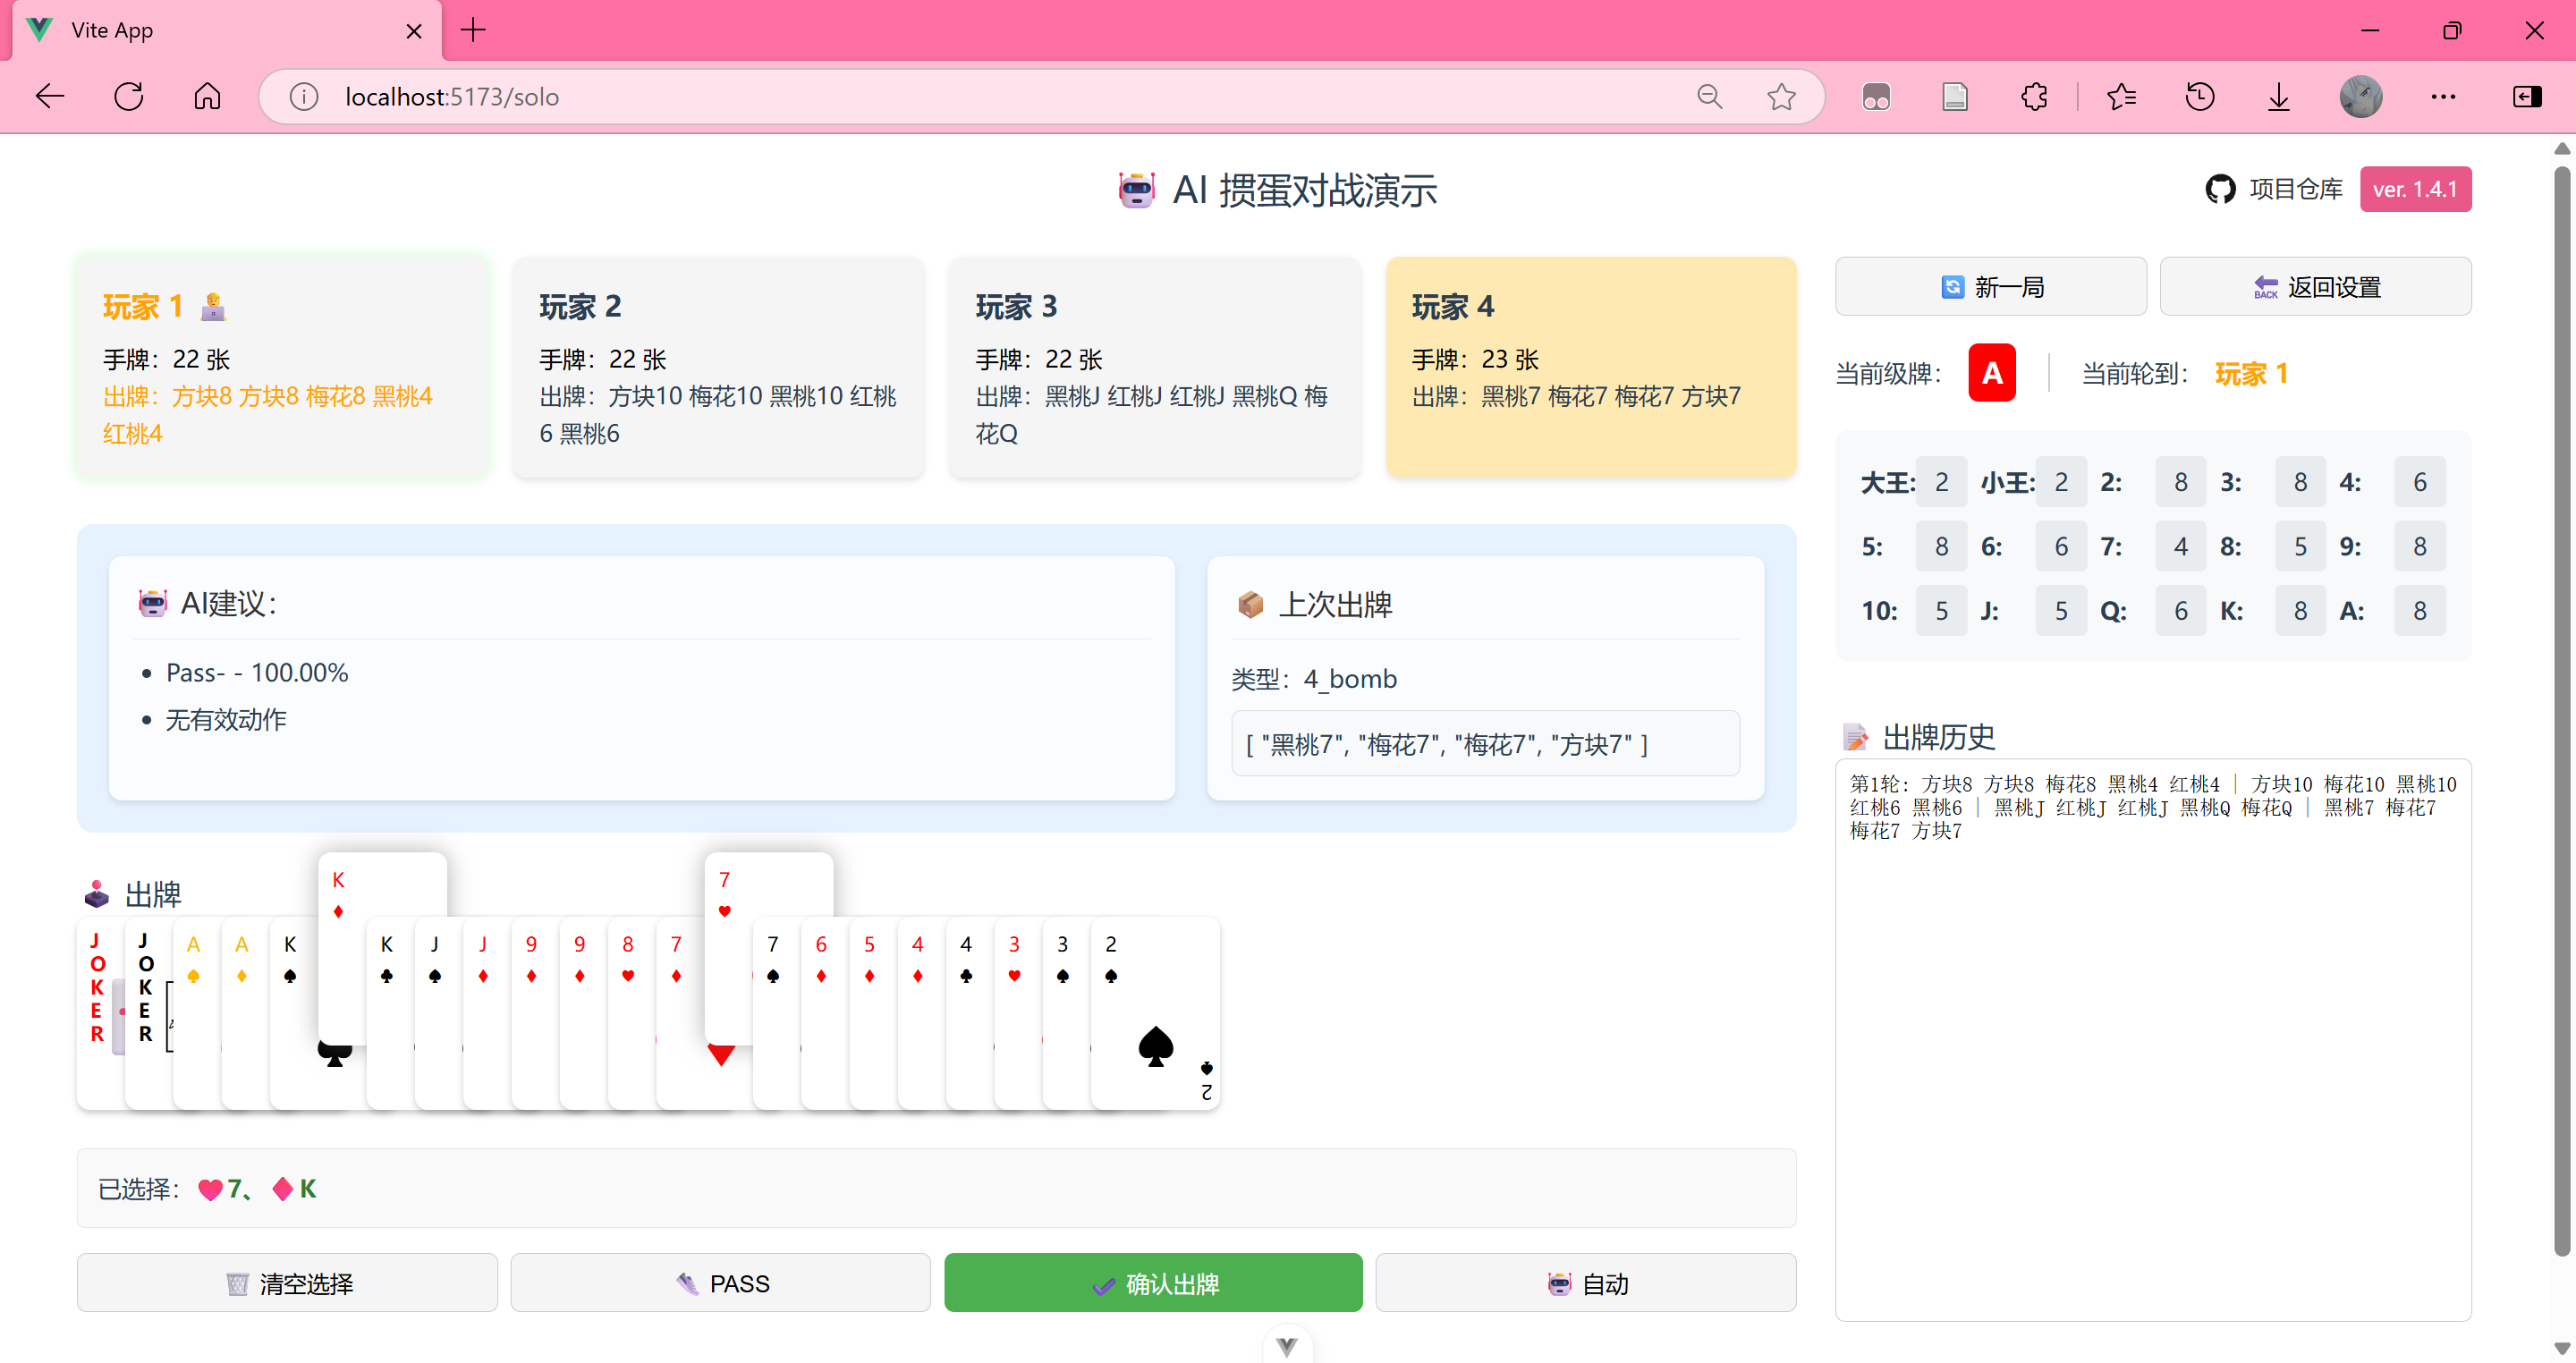 Vite App
localhost:5173/solo
AI 掼蛋对战演示
项目仓库 ver. 1.4.1
玩家 1
手牌：22 张
出牌：方块8 方块8 梅花8 黑桃4
红桃4
玩家 2
手牌：22 张
出牌：方块10 梅花10 黑桃10 红桃
6 黑桃6
玩家 3
手牌：22 张
出牌：黑桃J 红桃J 红桃J 黑桃Q 梅
花Q
玩家 4
手牌：23 张
出牌：黑桃7 梅花7 梅花7 方块7
新一局
BACK 返回设置
当前级牌： A 当前轮到： 玩家 1
大王: 2 小王: 2 2: 8 3: 8 4: 6
5: 8 6: 6 7: 4 8: 5 9: 8
10: 5 J: 5 Q: 6 K: 8 A: 8
AI建议：
Pass- - 100.00%
无有效动作
上次出牌
类型：4_bomb
[ "黑桃7", "梅花7", "梅花7", "方块7" ]
出牌历史
第1轮: 方块8 方块8 梅花8 黑桃4 红桃4 | 方块10 梅花10 黑桃10
红桃6 黑桃6 | 黑桃J 红桃J 红桃J 黑桃Q 梅花Q | 黑桃7 梅花7
梅花7 方块7
出牌
JOKER JOKER A♠ A♦ K♠ K♦ K♣ J♠ J♦ 9♦ 9♦ 8♥ 7♦ 7♥ 7♠ 6♦ 5♦ 4♦ 4♣ 3♥ 3♠ 2♠
2
已选择： ♥7、 ♦K
清空选择
PASS
确认出牌
自动